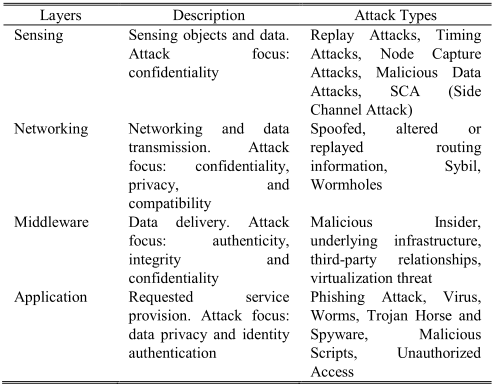 Layers Description Attack Types
Sensing Sensing objects and data. Replay Attacks, Timing
Attack focus: Attacks, Node Capture
confidentiality Attacks, Malicious Data
Attacks, SCA (Side
Channel Attack)
Networking Networking and data Spoofed, altered or
transmission. Attack replayed routing
focus: confidentiality, information, Sybil,
privacy, and Wormholes
compatibility
Middleware Data delivery. Attack Malicious Insider,
focus: authenticity, underlying infrastructure,
integrity and third-party relationships,
confidentiality virtualization threat
Application Requested service Phishing Attack, Virus,
provision. Attack focus: Worms, Trojan Horse and
data privacy and identity Spyware, Malicious
authentication Scripts, Unauthorized
Access